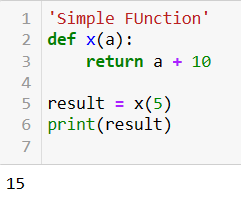 1 'Simple FUnction'
2 def x(a):
3     return a + 10
4
5 result = x(5)
6 print(result)
7
15